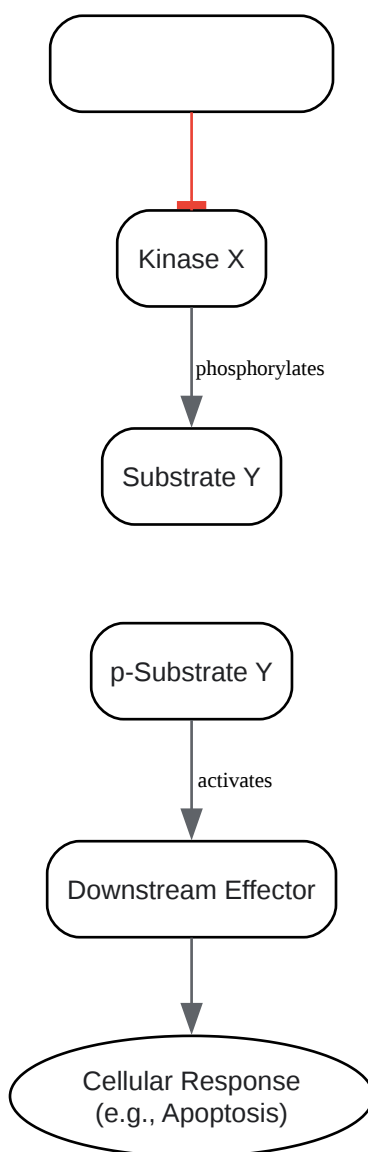 Kinase X
phosphorylates
Substrate Y
p-Substrate Y
activates
Downstream Effector
Cellular Response
(e.g., Apoptosis)